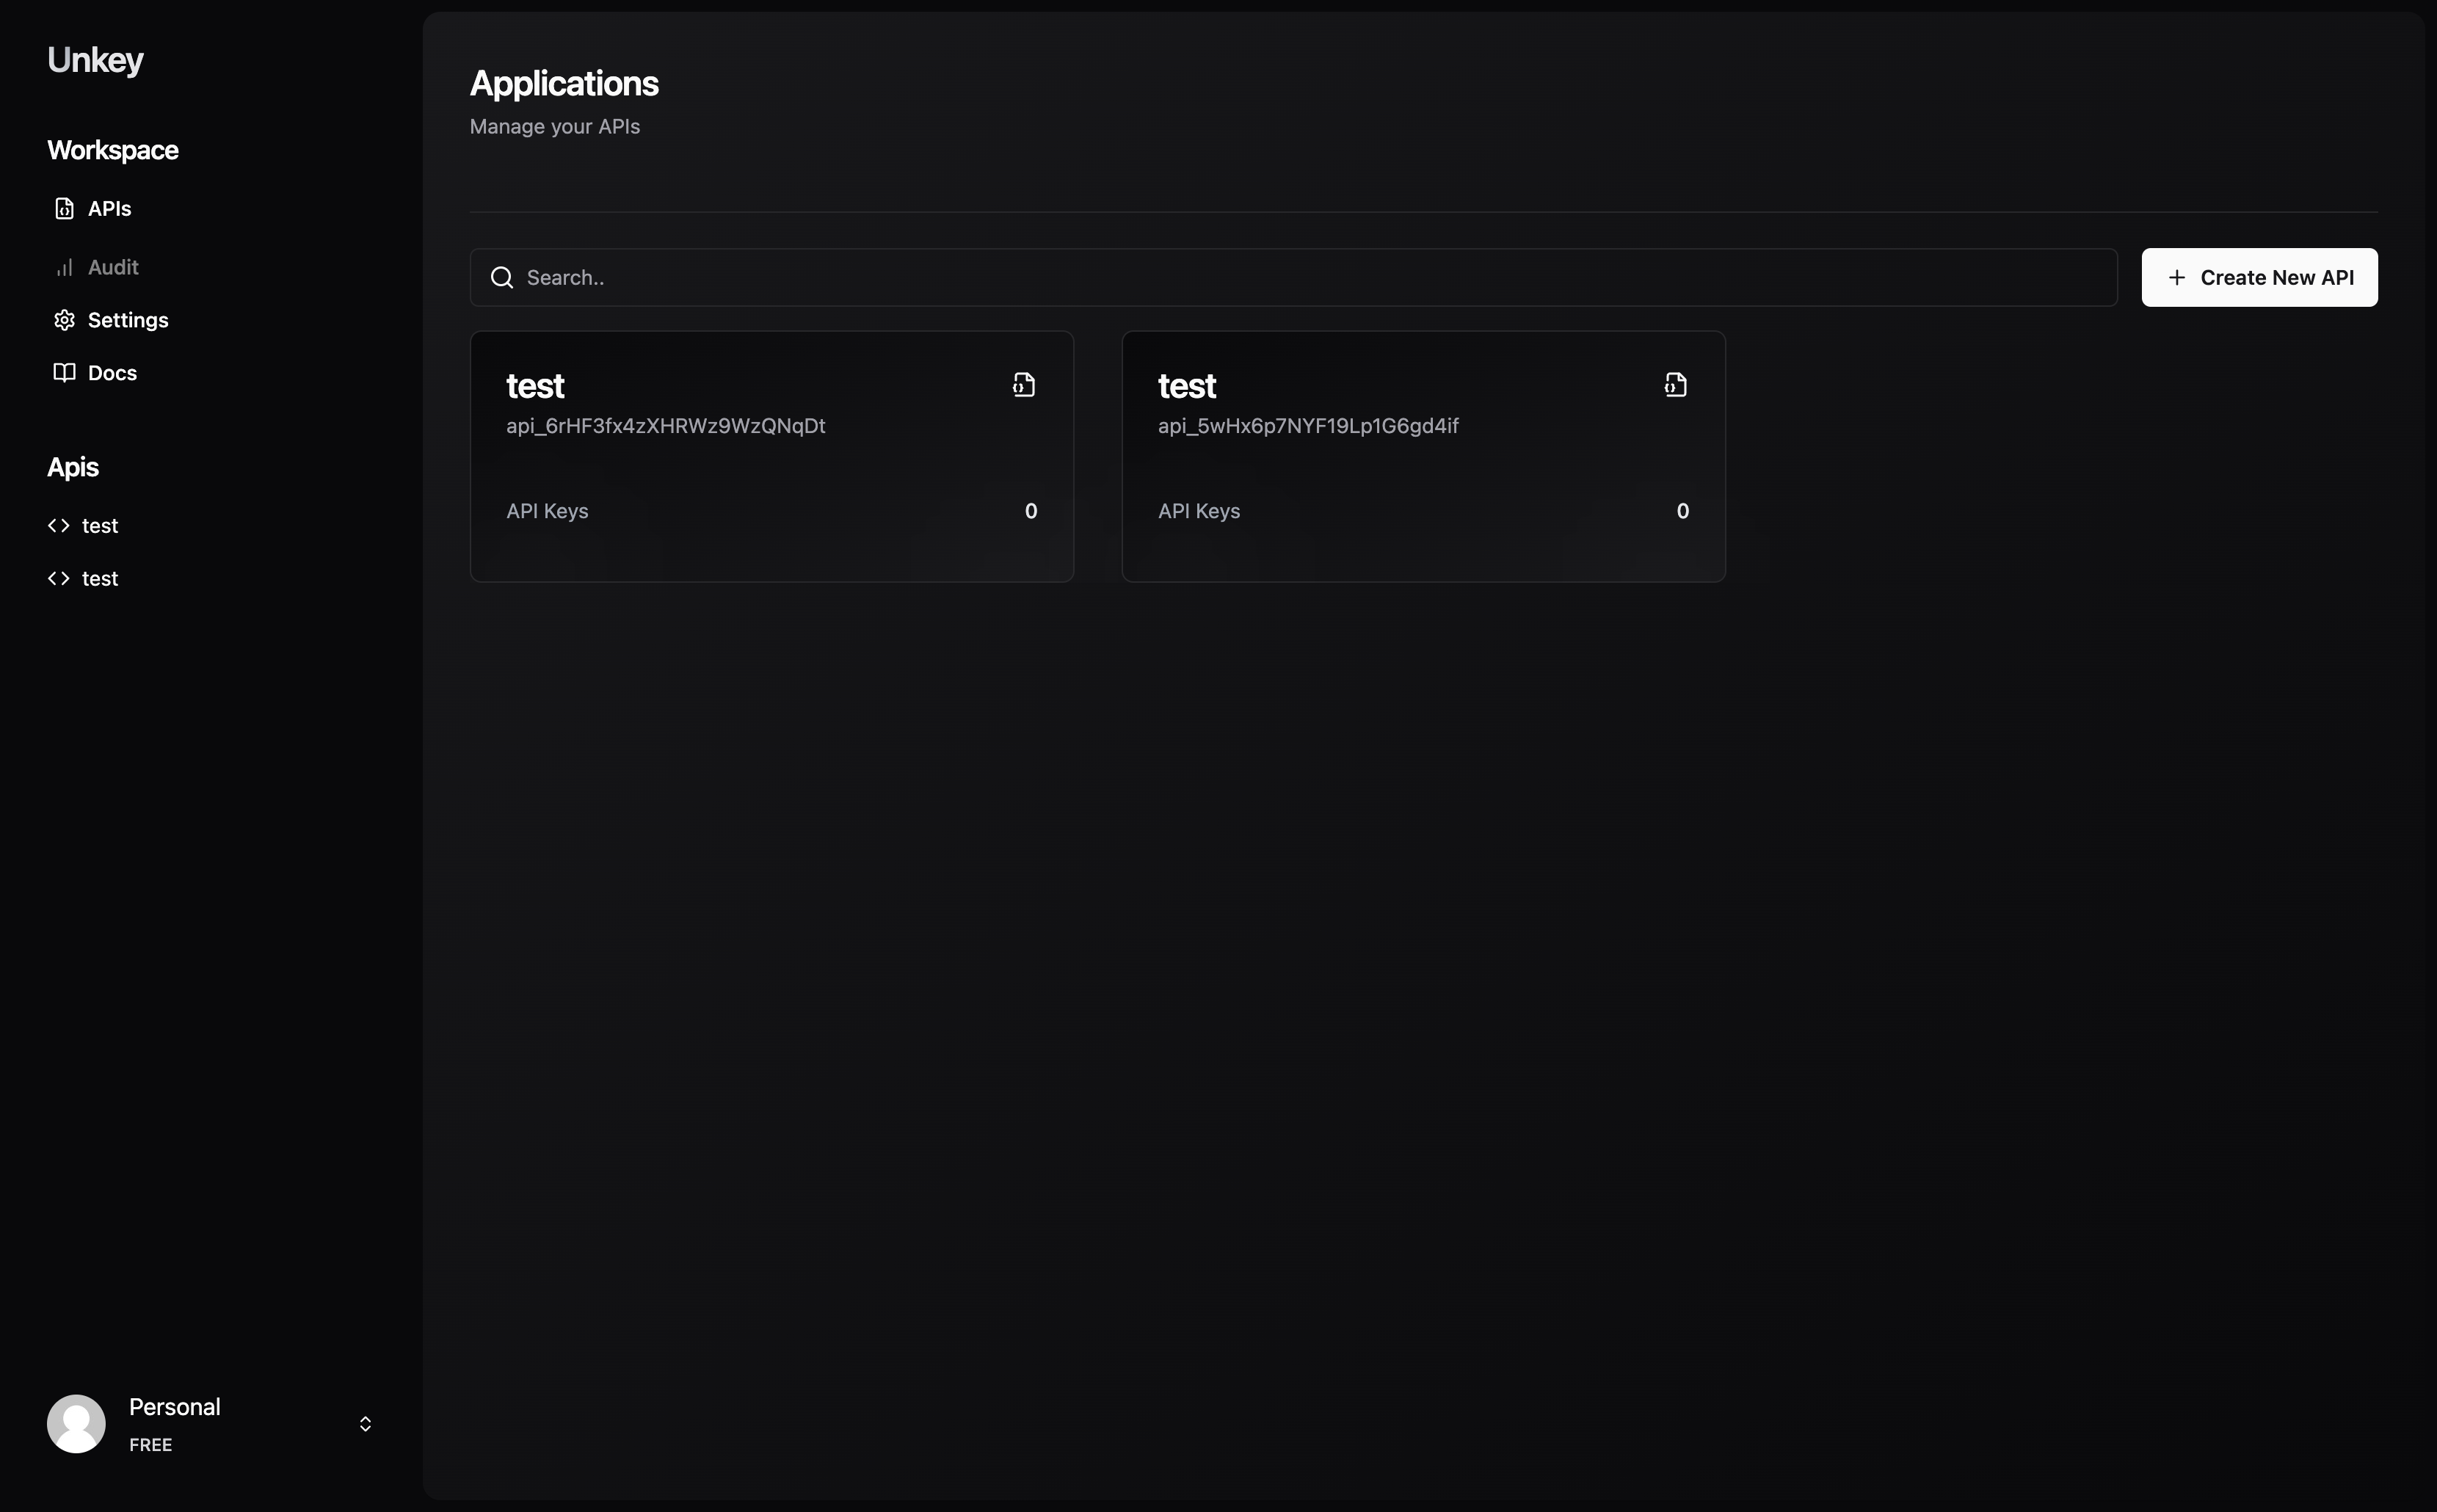 Unkey
Workspace
APIs
Audit
Settings
Docs
Apis
test
test
Personal
FREE
Applications
Manage your APIs
Search..
Create New API
test
api_6rHF3fx4zXHRWz9WzQNqDt
API Keys
0
test
api_5wHx6p7NYF19Lp1G6gd4if
API Keys
0